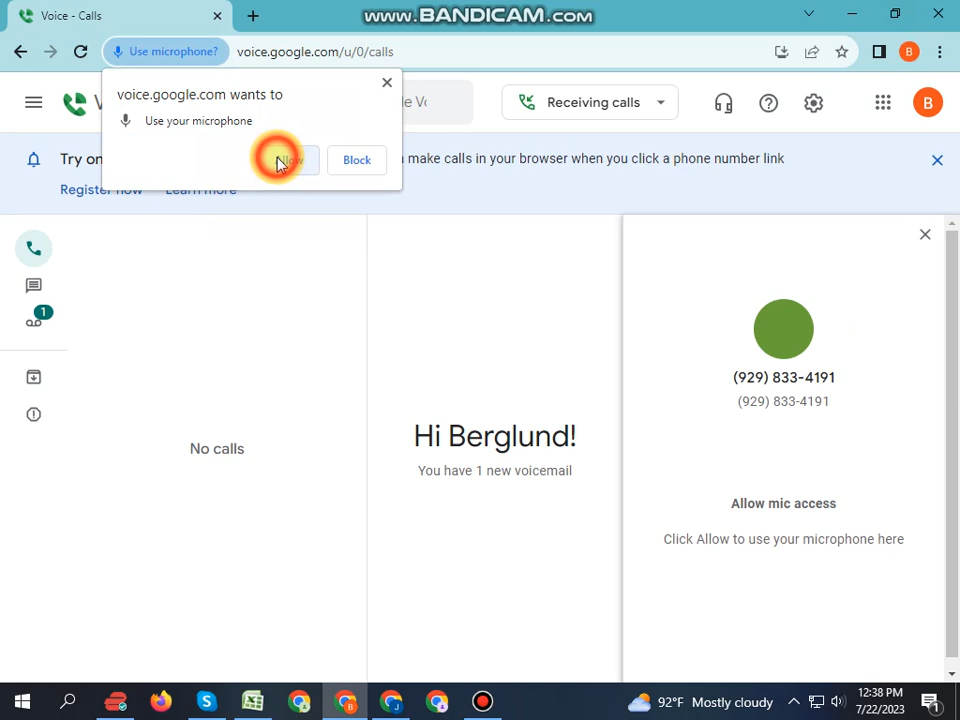 Voice - Calls
www.BANDICAM.com
Use microphone?
voice.google.com/u/0/calls
B
voice.google.com wants to
Use your microphone
Allow
Block
Receiving calls
B
Try on
make calls in your browser when you click a phone number link
Register now
Learn more
1
No calls
Hi Berglund!
You have 1 new voicemail
(929) 833-4191
(929) 833-4191
Allow mic access
Click Allow to use your microphone here
92°F Mostly cloudy
12:38 PM
7/22/2023
1